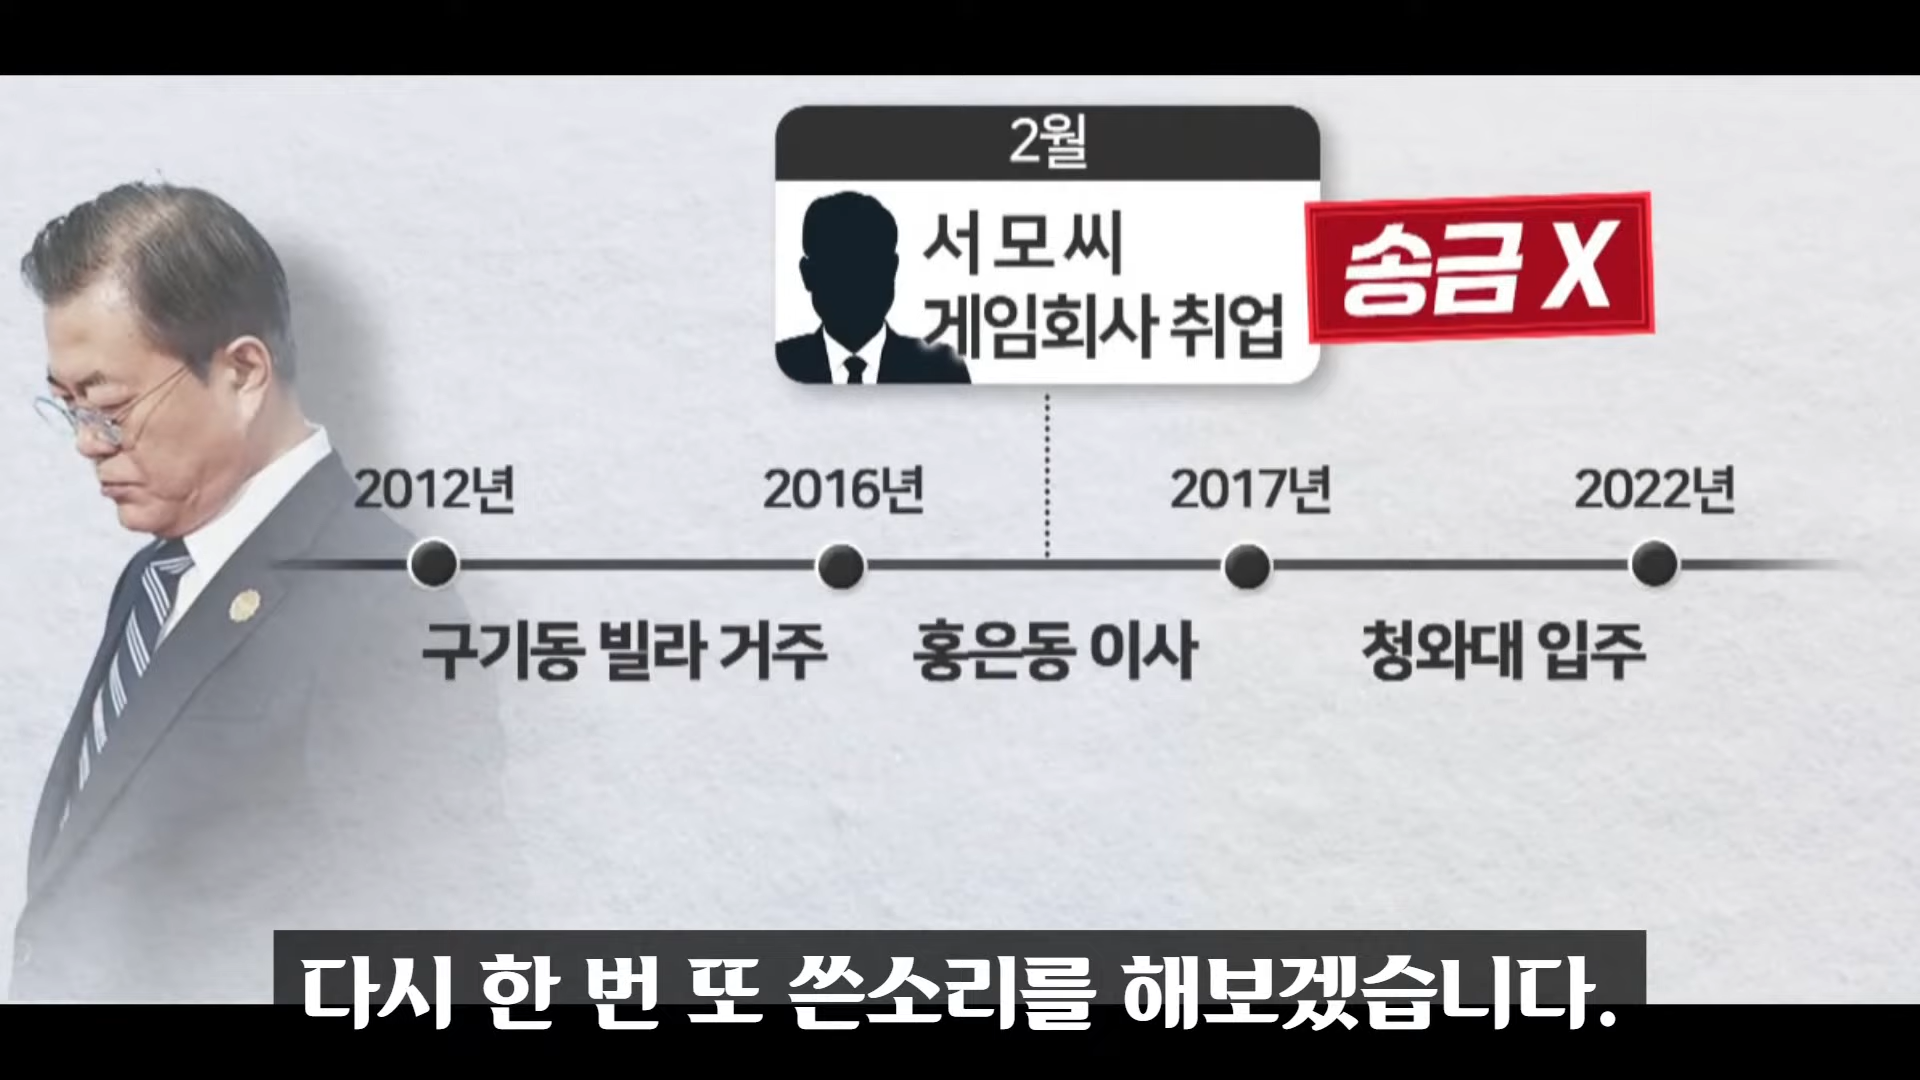 2월
서 모 씨
게임회사 취업
송금 X
2012년
2016년
2017년
2022년
구기동 빌라 거주
홍은동 이사
청와대 입주
다시 한 번 또 쓴소리를 해보겠습니다.